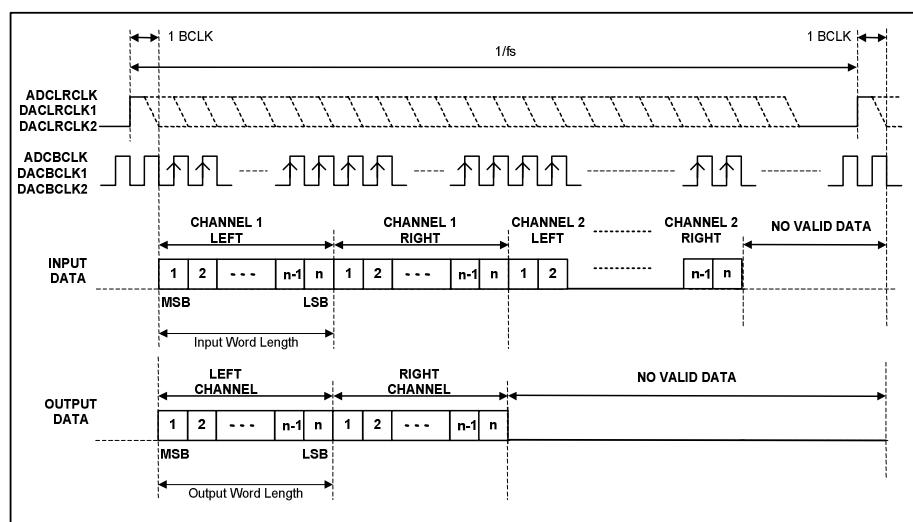 1 BCLK
1 BCLK
1/fs
ADCLRCLK
DACLRCLK1
DACLRCLK2
ADCBCLK
DACBCLK1
DACBCLK2
CHANNEL 1
LEFT
CHANNEL 1
RIGHT
CHANNEL 2
LEFT
CHANNEL 2
RIGHT
NO VALID DATA
INPUT
DATA
1 2 - - - n-1 n 1 2 - - - n-1 n 1 2 n-1 n
MSB LSB
Input Word Length
LEFT
CHANNEL
RIGHT
CHANNEL
NO VALID DATA
OUTPUT
DATA
1 2 - - - n-1 n 1 2 - - - n-1 n
MSB LSB
Output Word Length